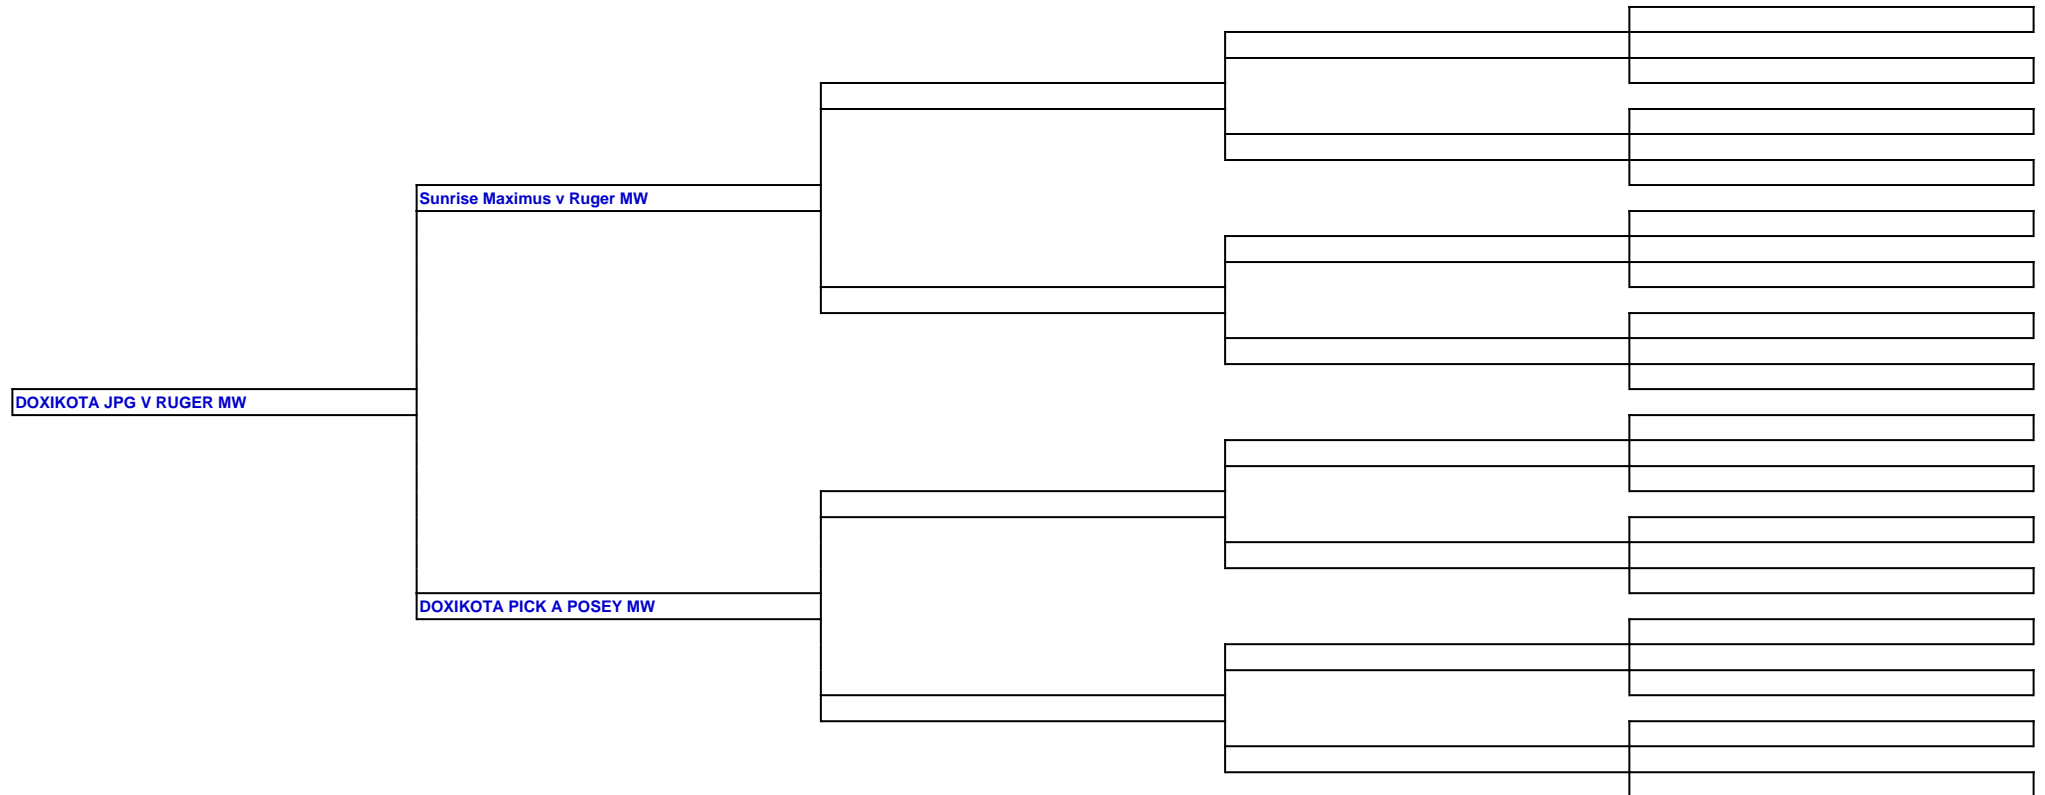 Sunrise Maximus v Ruger MW
DOXIKOTA JPG V RUGER MW
DOXIKOTA PICK A POSEY MW